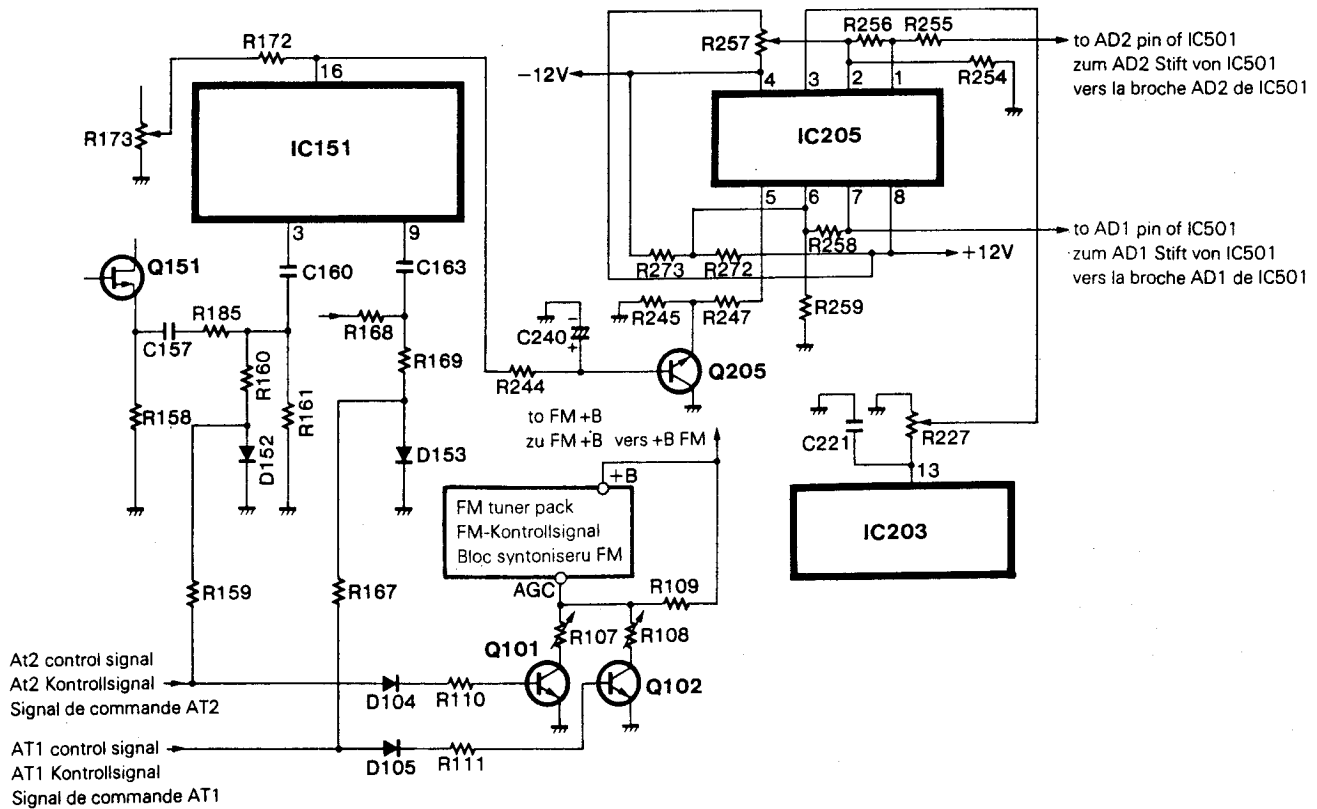 R172
16
R173
IC151
3
9
Q151
C160
C163
R185
C157
R168
R160
R169
R158
R161
D152
D153
R159
R167
R257
R256
R255
to AD2 pin of IC501
zum AD2 Stift von IC501
vers la broche AD2 de IC501
−12V
R254
4
3
2
1
IC205
5
6
7
8
R258
to AD1 pin of IC501
zum AD1 Stift von IC501
vers la broche AD1 de IC501
+12V
R273
R272
R245
R247
R259
−
C240
+
R244
Q205
to FM +B
zu FM +B vers +B FM
C221
R227
13
IC203
+B
FM tuner pack
FM-Kontrollsignal
Bloc syntoniseru FM
AGC
R109
R107
R108
Q101
Q102
At2 control signal
At2 Kontrollsignal
Signal de commande AT2
D104
R110
AT1 control signal
AT1 Kontrollsignal
Signal de commande AT1
D105
R111